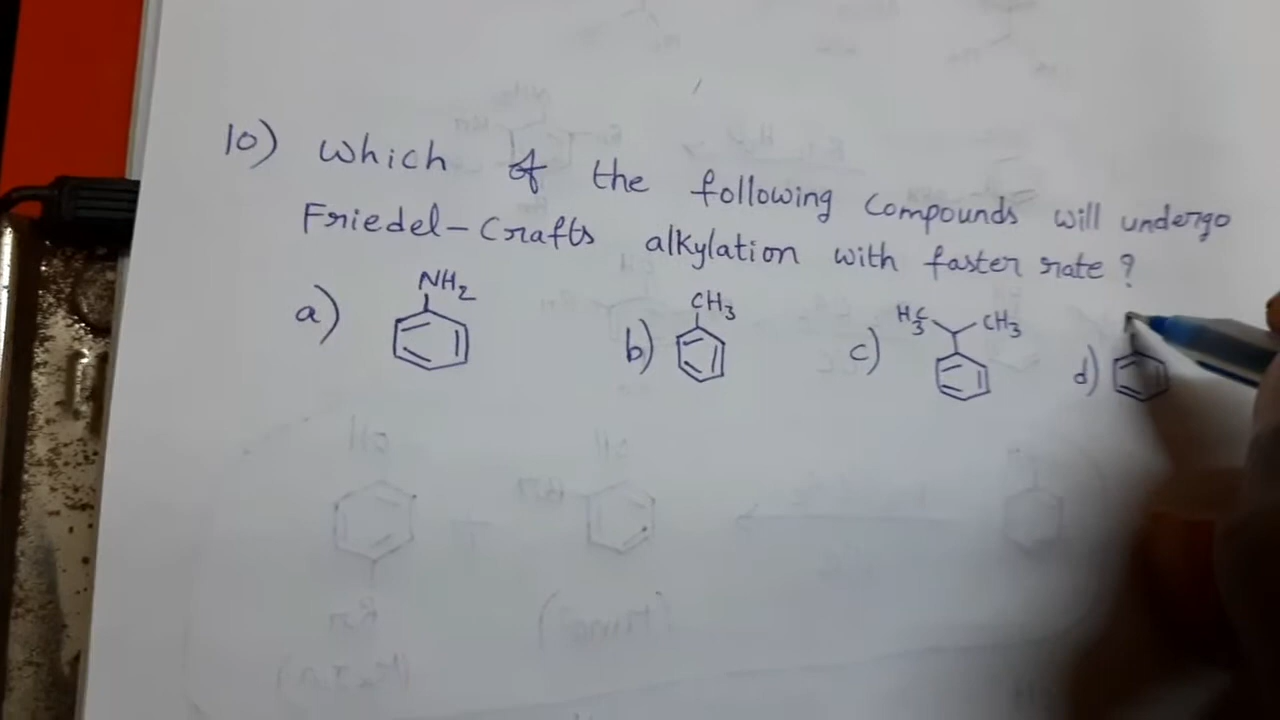 10) Which of the following compounds will undergo
Friedel-Crafts alkylation with faster rate?
a) NH2
b) CH3
c) H3C CH3
d)